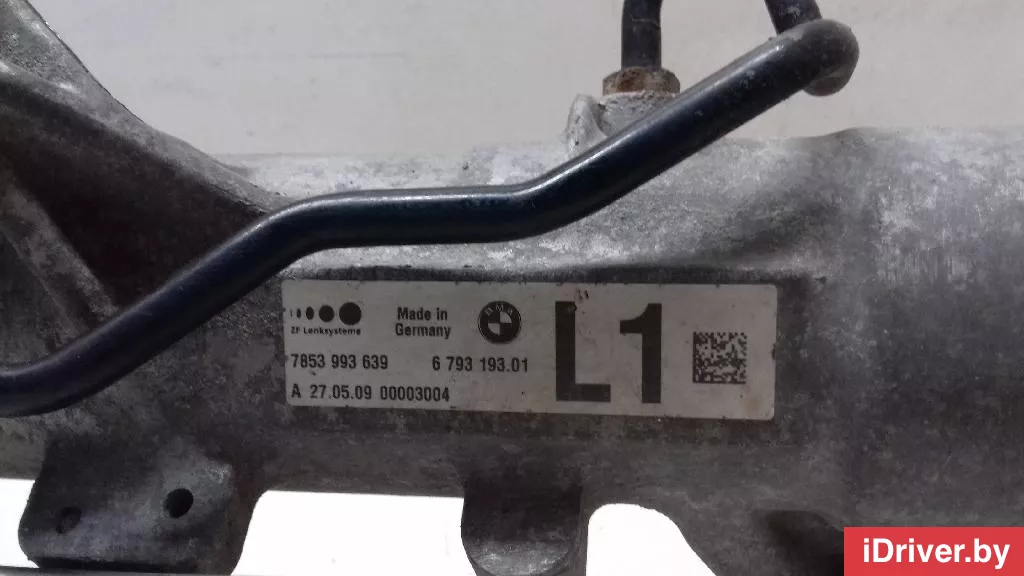 ZF Lenksysteme
Made in
Germany
BMW
L1
7853 993 639
6 793 193.01
A 27.05.09 00003004
iDriver.by